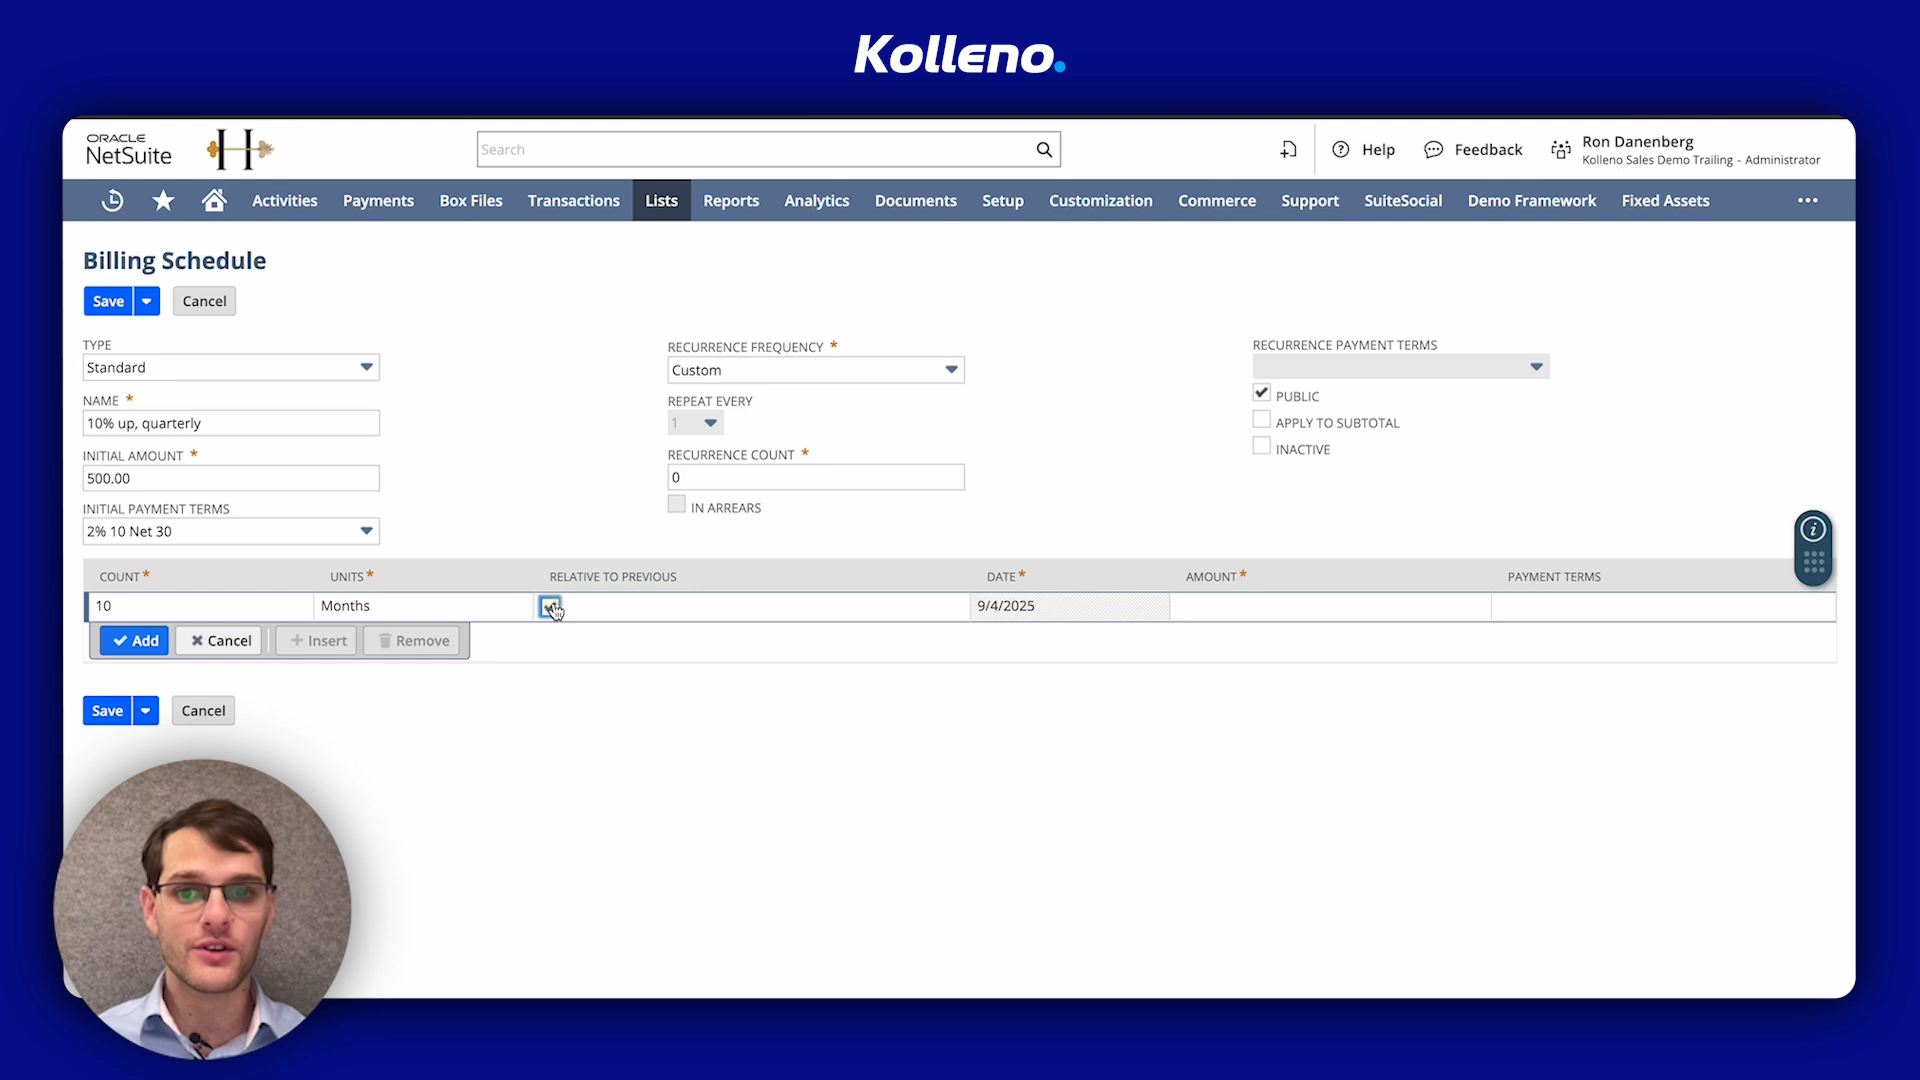 Kolleno.
ORACLE
NetSuite
H
Search
Help
Feedback
Ron Danenberg
Kolleno Sales Demo Trailing - Administrator
Activities
Payments
Box Files
Transactions
Lists
Reports
Analytics
Documents
Setup
Customization
Commerce
Support
SuiteSocial
Demo Framework
Fixed Assets
Billing Schedule
Save
Cancel
TYPE
Standard
NAME *
10% up, quarterly
INITIAL AMOUNT *
500.00
INITIAL PAYMENT TERMS
2% 10 Net 30
RECURRENCE FREQUENCY *
Custom
REPEAT EVERY
1
RECURRENCE COUNT *
0
IN ARREARS
RECURRENCE PAYMENT TERMS
PUBLIC
APPLY TO SUBTOTAL
INACTIVE
COUNT* UNITS* RELATIVE TO PREVIOUS DATE* AMOUNT* PAYMENT TERMS
10 Months 9/4/2025
Add Cancel Insert Remove
Save Cancel